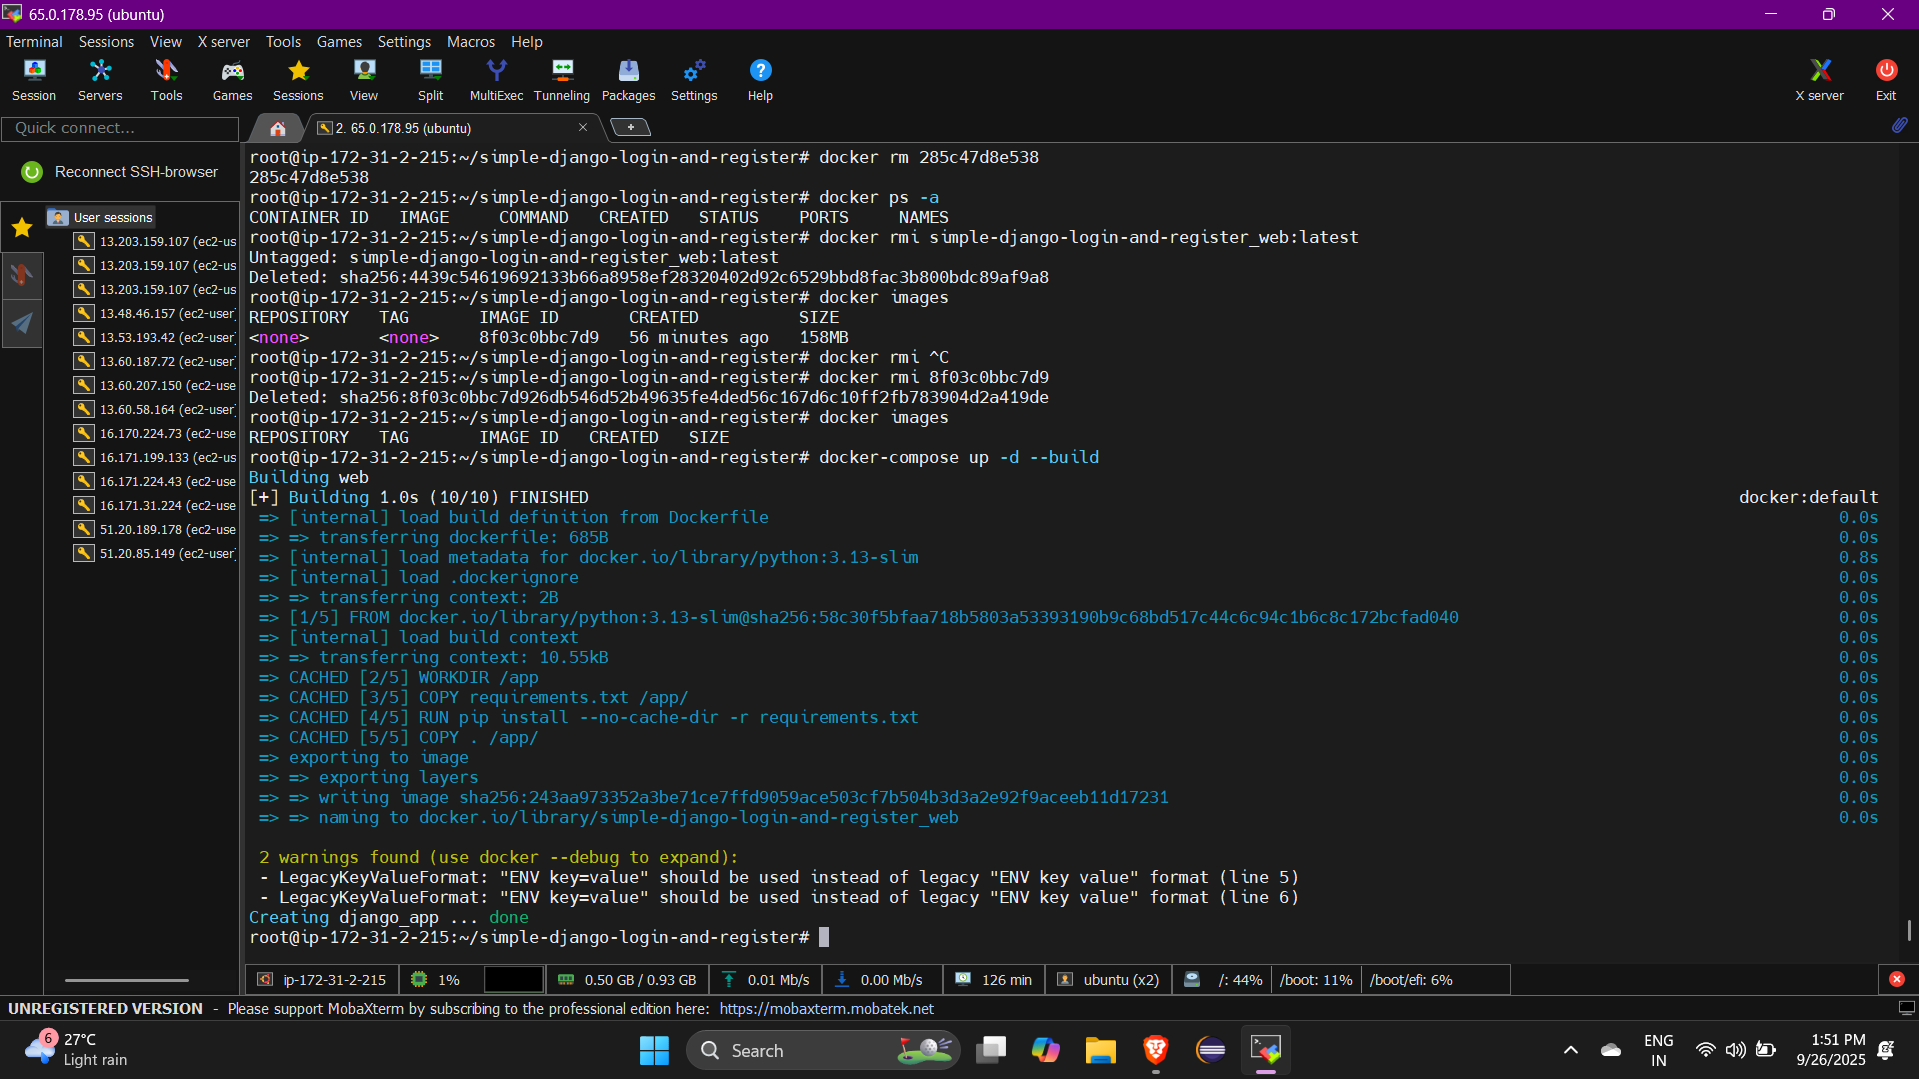 65.0.178.95 (ubuntu)
Terminal Sessions View X server Tools Games Settings Macros Help
Session Servers Tools Games Sessions View Split MultiExec Tunneling Packages Settings Help X server Exit
Quick connect...
2. 65.0.178.95 (ubuntu)
Reconnect SSH-browser
User sessions
13.203.159.107 (ec2-us
13.203.159.107 (ec2-us
13.203.159.107 (ec2-us
13.48.46.157 (ec2-user)
13.53.193.42 (ec2-user)
13.60.187.72 (ec2-user)
13.60.207.150 (ec2-use
13.60.58.164 (ec2-user)
16.170.224.73 (ec2-use
16.171.199.133 (ec2-us
16.171.224.43 (ec2-use
16.171.31.224 (ec2-use
51.20.189.178 (ec2-use
51.20.85.149 (ec2-user)
root@ip-172-31-2-215:~/simple-django-login-and-register# docker rm 285c47d8e538
285c47d8e538
root@ip-172-31-2-215:~/simple-django-login-and-register# docker ps -a
CONTAINER ID   IMAGE     COMMAND   CREATED   STATUS    PORTS     NAMES
root@ip-172-31-2-215:~/simple-django-login-and-register# docker rmi simple-django-login-and-register_web:latest
Untagged: simple-django-login-and-register_web:latest
Deleted: sha256:4439c54619692133b66a8958ef28320402d92c6529bbd8fac3b800bdc89af9a8
root@ip-172-31-2-215:~/simple-django-login-and-register# docker images
REPOSITORY   TAG       IMAGE ID       CREATED          SIZE
<none>       <none>    8f03c0bbc7d9   56 minutes ago   158MB
root@ip-172-31-2-215:~/simple-django-login-and-register# docker rmi ^C
root@ip-172-31-2-215:~/simple-django-login-and-register# docker rmi 8f03c0bbc7d9
Deleted: sha256:8f03c0bbc7d926db546d52b49635fe4ded56c167d6c10ff2fb783904d2a419de
root@ip-172-31-2-215:~/simple-django-login-and-register# docker images
REPOSITORY   TAG       IMAGE ID   CREATED   SIZE
root@ip-172-31-2-215:~/simple-django-login-and-register# docker-compose up -d --build
Building web
[+] Building 1.0s (10/10) FINISHED docker:default
=> [internal] load build definition from Dockerfile 0.0s
=> => transferring dockerfile: 685B 0.0s
=> [internal] load metadata for docker.io/library/python:3.13-slim 0.8s
=> [internal] load .dockerignore 0.0s
=> => transferring context: 2B 0.0s
=> [1/5] FROM docker.io/library/python:3.13-slim@sha256:58c30f5bfaa718b5803a53393190b9c68bd517c44c6c94c1b6c8c172bcfad040 0.0s
=> [internal] load build context 0.0s
=> => transferring context: 10.55kB 0.0s
=> CACHED [2/5] WORKDIR /app 0.0s
=> CACHED [3/5] COPY requirements.txt /app/ 0.0s
=> CACHED [4/5] RUN pip install --no-cache-dir -r requirements.txt 0.0s
=> CACHED [5/5] COPY . /app/ 0.0s
=> exporting to image 0.0s
=> => exporting layers 0.0s
=> => writing image sha256:243aa973352a3be71ce7ffd9059ace503cf7b504b3d3a2e92f9aceeb11d17231 0.0s
=> => naming to docker.io/library/simple-django-login-and-register_web 0.0s
2 warnings found (use docker --debug to expand):
- LegacyKeyValueFormat: "ENV key=value" should be used instead of legacy "ENV key value" format (line 5)
- LegacyKeyValueFormat: "ENV key=value" should be used instead of legacy "ENV key value" format (line 6)
Creating django_app ... done
root@ip-172-31-2-215:~/simple-django-login-and-register#
ip-172-31-2-215 1% 0.50 GB / 0.93 GB 0.01 Mb/s 0.00 Mb/s 126 min ubuntu (x2) /: 44% /boot: 11% /boot/efi: 6%
UNREGISTERED VERSION - Please support MobaXterm by subscribing to the professional edition here: https://mobaxterm.mobatek.net
6 27°C
Light rain
Search
ENG
IN
1:51 PM
9/26/2025